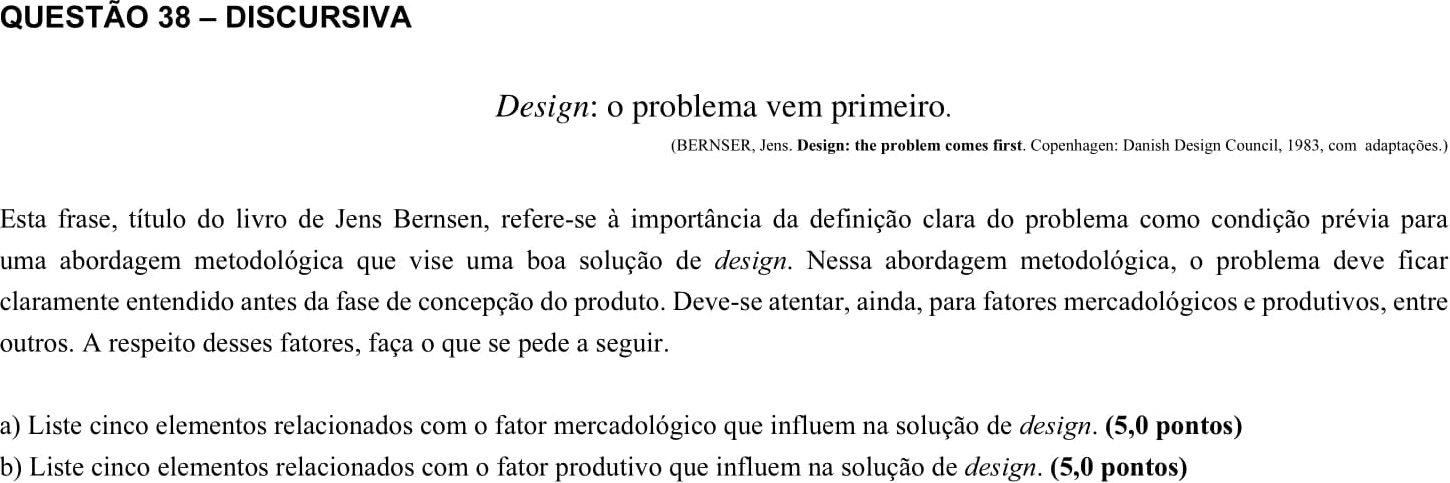 QUESTÃO 38 – DISCURSIVA
Design: o problema vem primeiro.
(BERNSER, Jens. Design: the problem comes first. Copenhagen: Danish Design Council, 1983, com adaptações.)
Esta frase, título do livro de Jens Bernsen, refere-se à importância da definição clara do problema como condição prévia para
uma abordagem metodológica que vise uma boa solução de design. Nessa abordagem metodológica, o problema deve ficar
claramente entendido antes da fase de concepção do produto. Deve-se atentar, ainda, para fatores mercadológicos e produtivos, entre
outros. A respeito desses fatores, faça o que se pede a seguir.
a) Liste cinco elementos relacionados com o fator mercadológico que influem na solução de design. (5,0 pontos)
b) Liste cinco elementos relacionados com o fator produtivo que influem na solução de design. (5,0 pontos)